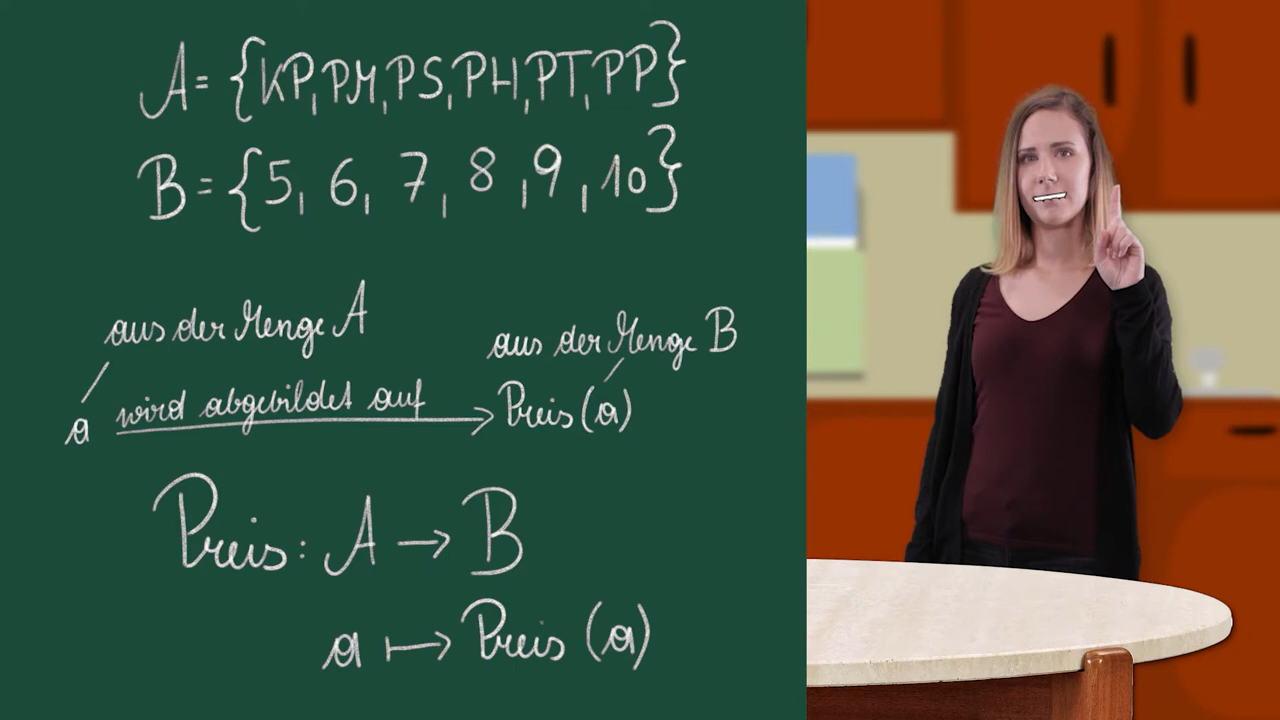 A = {KP, PM, PS, PH, PT, PP}
B = {5, 6, 7, 8, 9, 10}
aus der Menge A
aus der Menge B
a wird abgebildet auf Preis (a)
Preis: A → B
a ↦ Preis (a)